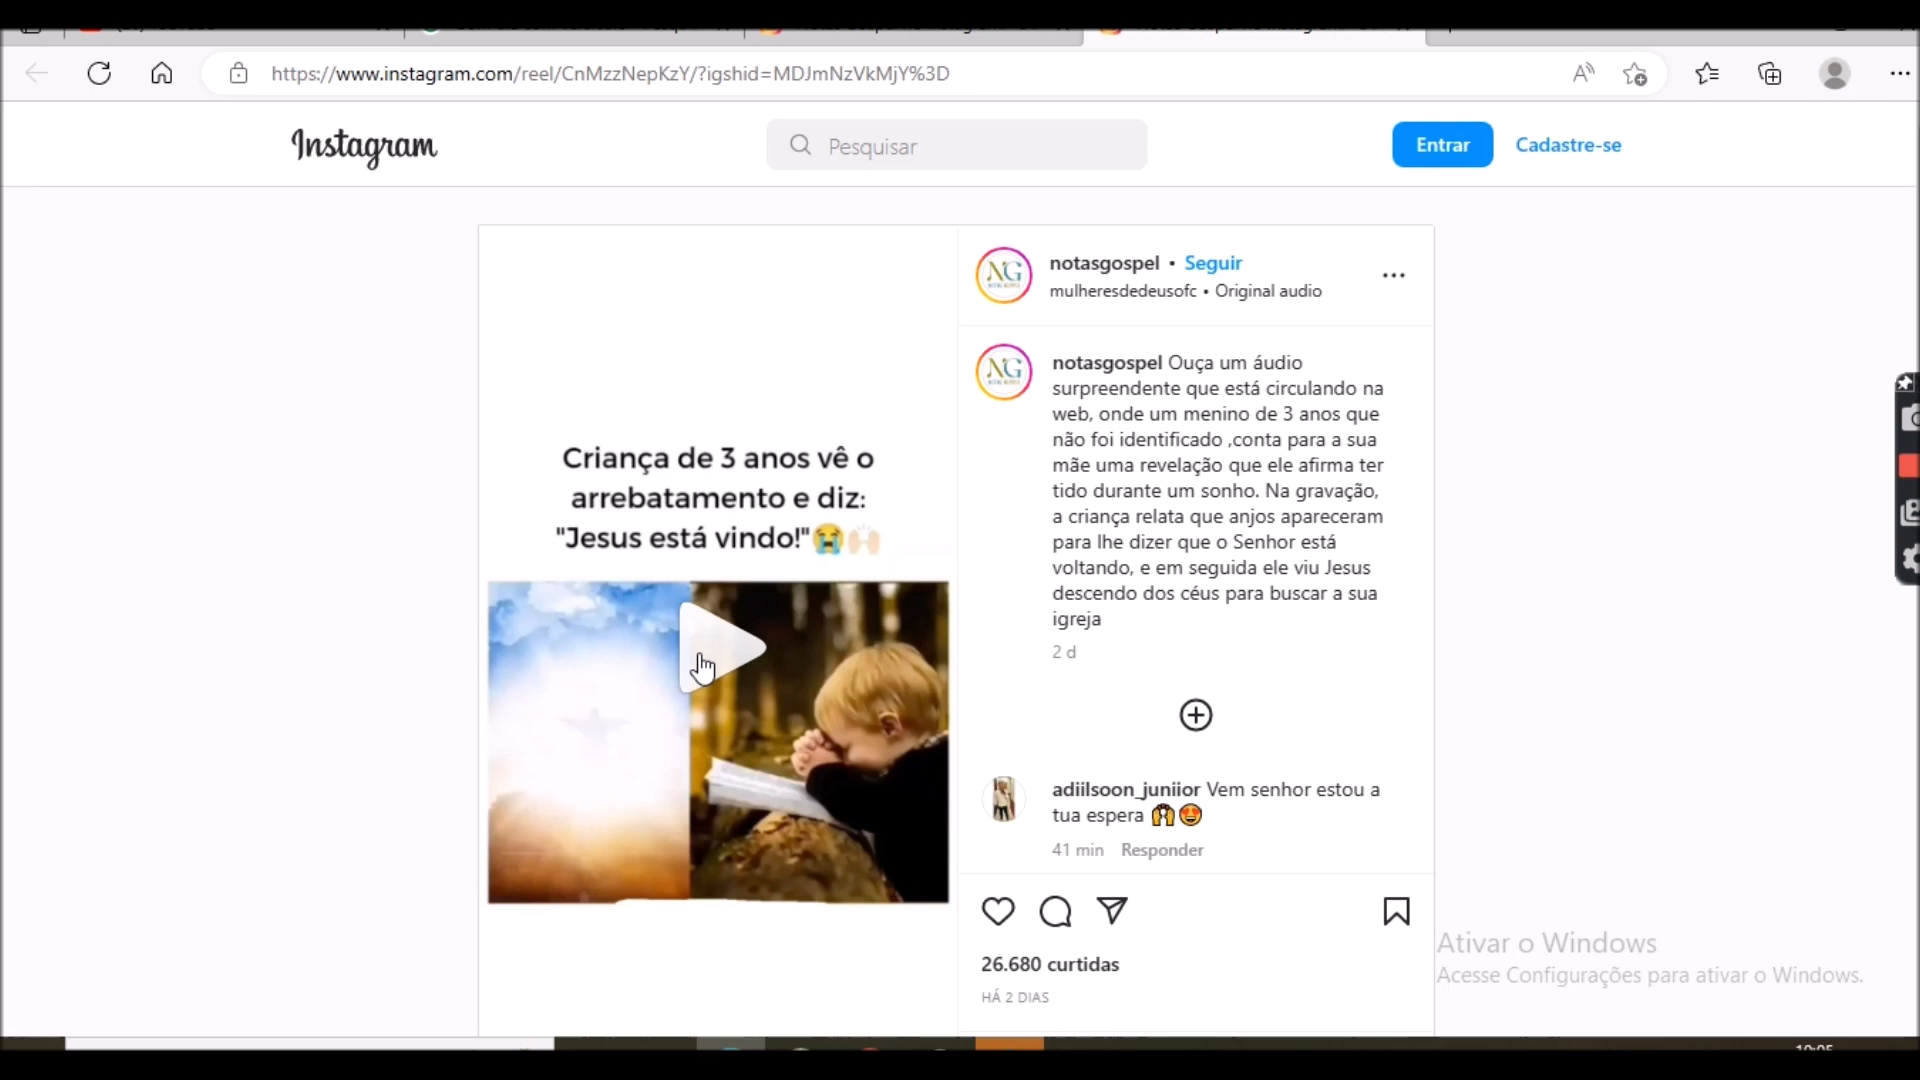 https://www.instagram.com/reel/CnMzzNepKzY/?igshid=MDJmNzVkMjY%3D
Instagram
Pesquisar
Entrar
Cadastre-se
notasgospel • Seguir
mulheresdedeusofc • Original audio
notasgospel Ouça um áudio
surpreendente que está circulando na
web, onde um menino de 3 anos que
não foi identificado ,conta para a sua
mãe uma revelação que ele afirma ter
tido durante um sonho. Na gravação,
a criança relata que anjos apareceram
para lhe dizer que o Senhor está
voltando, e em seguida ele viu Jesus
descendo dos céus para buscar a sua
igreja
2 d
Criança de 3 anos vê o
arrebatamento e diz:
"Jesus está vindo!"😭🙌🏻
adiilsoon_juniior Vem senhor estou a
tua espera 🙌😍
41 min Responder
26.680 curtidas
HÁ 2 DIAS
Ativar o Windows
Acesse Configurações para ativar o Windows.